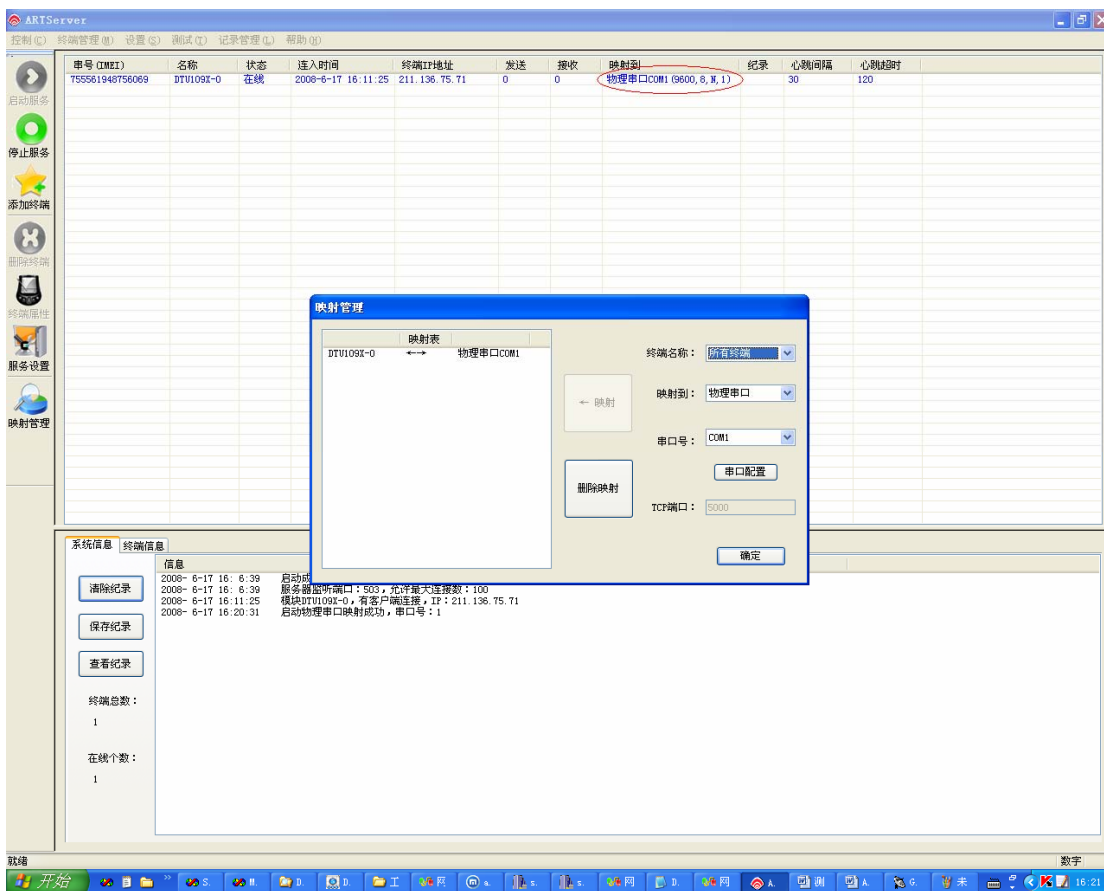 ARTServer
控制(C) 终端管理(M) 设置(S) 测试(T) 记录管理(L) 帮助(H)
串号(IMEI) 名称 状态 连入时间 终端IP地址 发送 接收 映射到 纪录 心跳间隔 心跳超时
755561948756069 DTU109X-0 在线 2008-6-17 16:11:25 211.136.75.71 0 0 物理串口COM1(9600,8,N,1) 30 120
启动服务
停止服务
添加终端
删除终端
终端属性
服务设置
映射管理
映射管理
映射表
DTU109X-0 ←→ 物理串口COM1
终端名称： 所有终端
← 映射
映射到： 物理串口
串口号： COM1
串口配置
删除映射
TCP端口： 5000
确定
系统信息 终端信息
信息
2008- 6-17 16: 6:39 启动成
2008- 6-17 16: 6:39 服务器监听端口：503，允许最大连接数：100
2008- 6-17 16:11:25 模块DTU109X-0，有客户端连接，IP：211.136.75.71
2008- 6-17 16:20:31 启动物理串口映射成功，串口号：1
清除纪录
保存纪录
查看纪录
终端总数：
1
在线个数：
1
就绪 数字
开始 S. M. D. D. 工 网 a. s. s. 网 D. 网 A. 测 A. G. 未 16:21